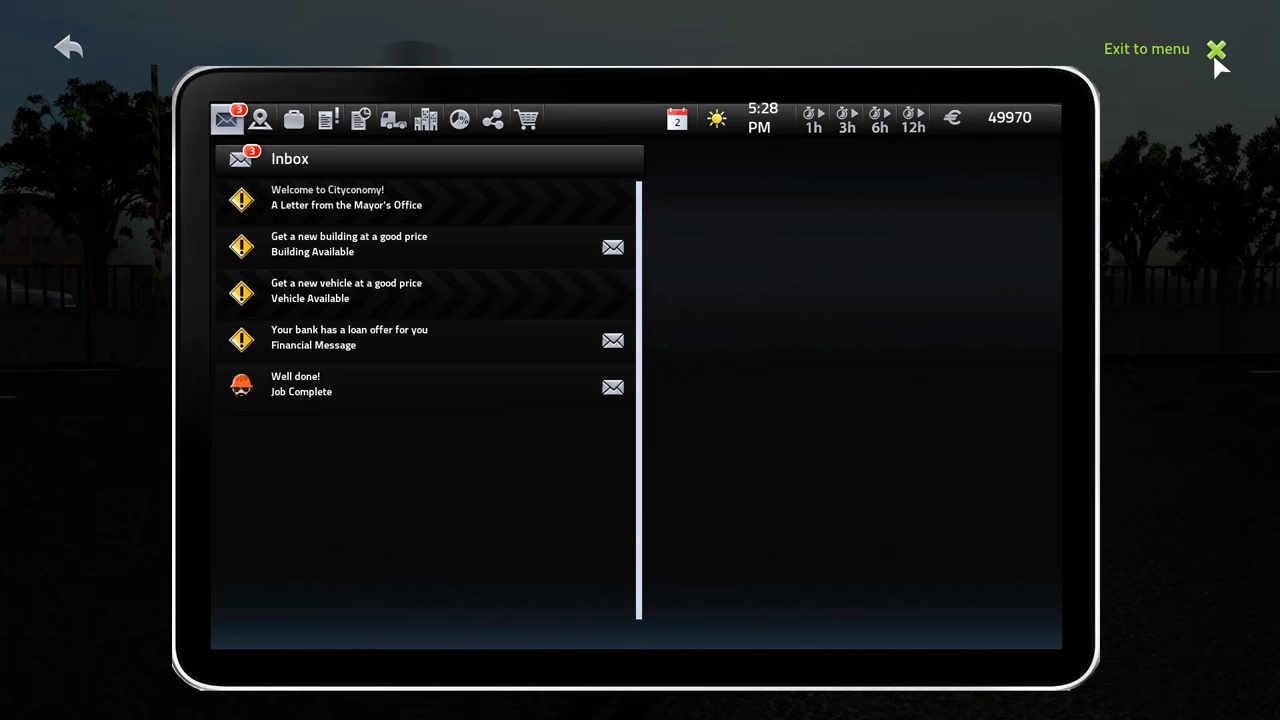 Exit to menu
3
2
5:28
PM
1h
3h
6h
12h
€
49970
3
Inbox
Welcome to Cityconomy!
A Letter from the Mayor's Office
Get a new building at a good price
Building Available
Get a new vehicle at a good price
Vehicle Available
Your bank has a loan offer for you
Financial Message
Well done!
Job Complete